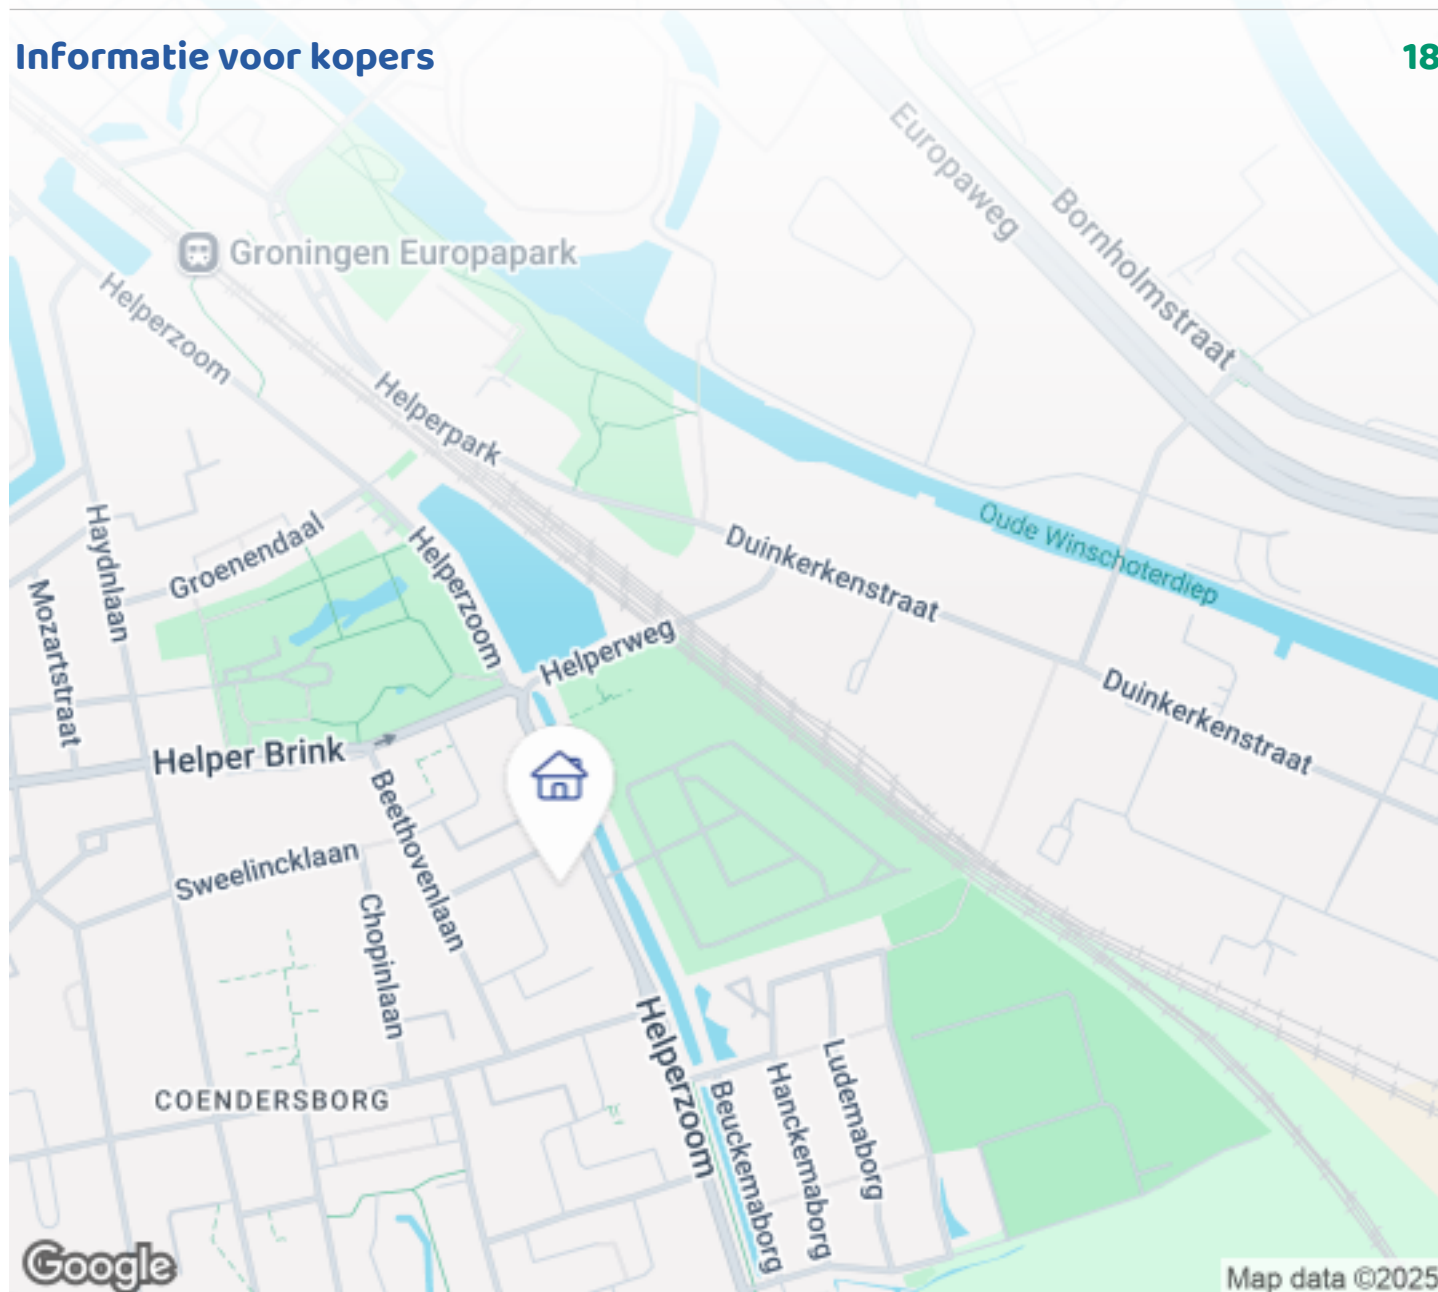 Informatie voor kopers
18
Europaweg
Bornholmstraat
Groningen Europapark
Helperzoom
Helperpark
Oude Winschoterdiep
Haydnlaan
Groenendaal
Helperzoom
Duinkerkenstraat
Mozartstraat
Helperweg
Duinkerkenstraat
Helper Brink
Beethovenlaan
Sweelincklaan
Chopinlaan
Helperzoom
Ludemaborg
Hanckemaborg
Beuckemaborg
COENDERSBORG
Google
Map data ©2025